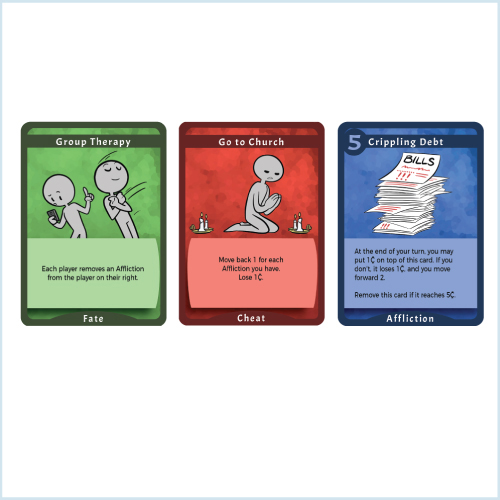 Group Therapy
Each player removes an Affliction
from the player on their right.
Fate
Go to Church
Move back 1 for each
Affliction you have.
Lose 1₵.
Cheat
5 Crippling Debt
BILLS
At the end of your turn, you may
put 1₵ on top of this card. If you
don't, it loses 1₵, and you move
forward 2.
Remove this card if it reaches 5₵.
Affliction